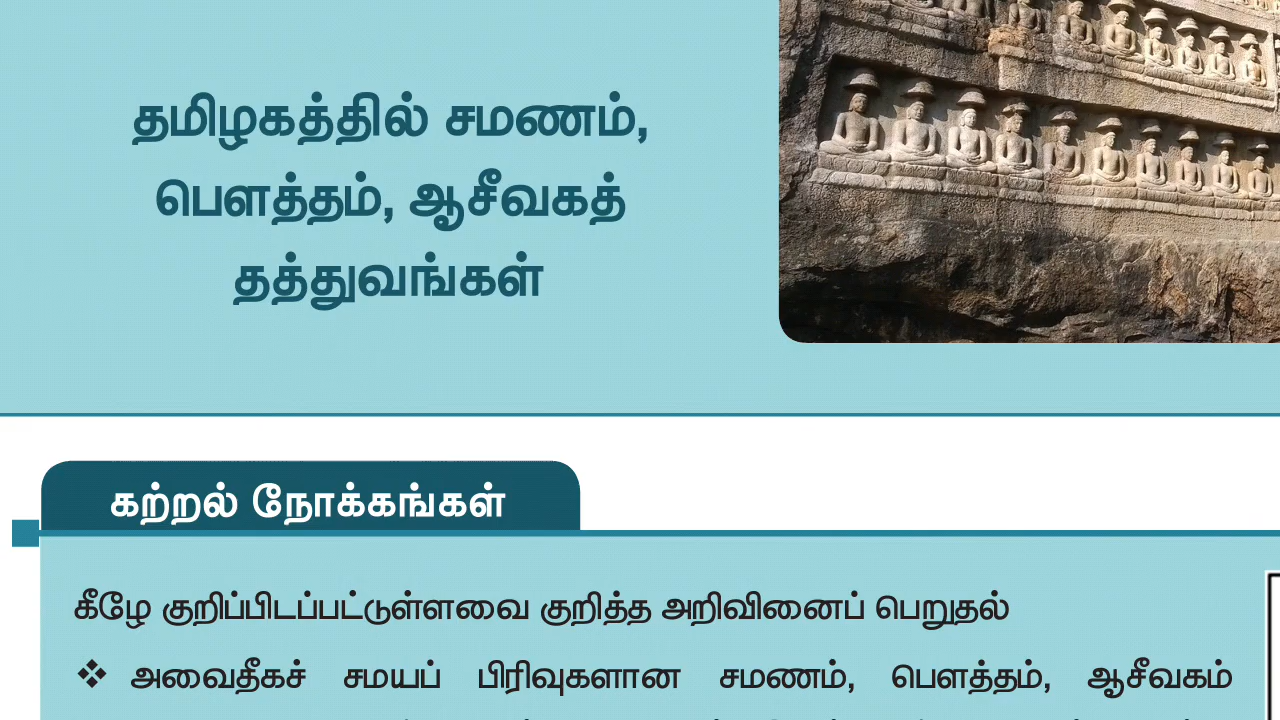 தமிழகத்தில் சமணம்,
பௌத்தம், ஆசீவகத்
தத்துவங்கள்
கற்றல் நோக்கங்கள்
கீழே குறிப்பிடப்பட்டுள்ளவை குறித்த அறிவினைப் பெறுதல்
❖ அவைதீகச் சமயப் பிரிவுகளான சமணம், பௌத்தம், ஆசீவகம்